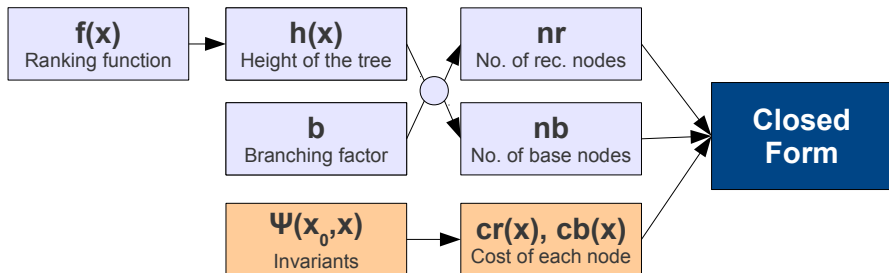 f(x)
Ranking function
h(x)
Height of the tree
nr
No. of rec. nodes
b
Branching factor
nb
No. of base nodes
Closed
Form
Ψ(x₀,x)
Invariants
cr(x), cb(x)
Cost of each node